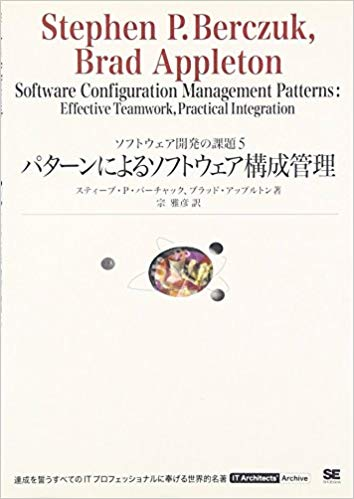 Stephen P. Berczuk,
Brad Appleton
Software Configuration Management Patterns:
Effective Teamwork, Practical Integration
ソフトウェア開発の課題5
パターンによるソフトウェア構成管理
スティーブ・P・バーチャック、ブラッド・アップルトン著
宗 雅彦 訳
達成を誓うすべてのITプロフェッショナルに奉げる世界的名著
IT Architects' Archive
SE
SHOEISHA